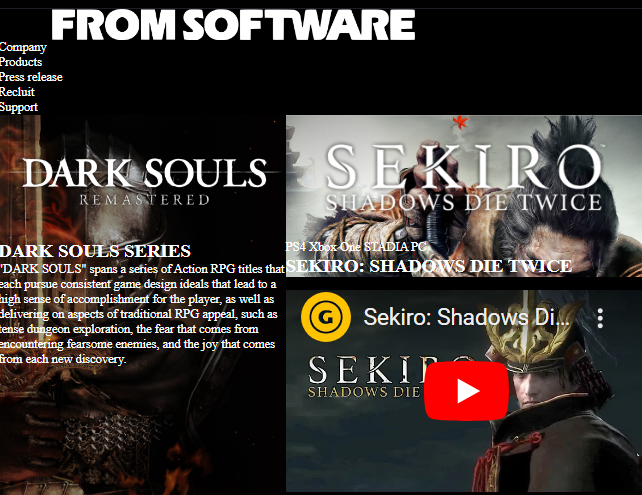 FROMSOFTWARE
Company
Products
Press release
Recruit
Support
DARK SOULS
REMASTERED
DARK SOULS SERIES
"DARK SOULS" spans a series of Action RPG titles that
each pursue consistent game design ideals that lead to a
high sense of accomplishment for the player, as well as
delivering on aspects of traditional RPG appeal, such as
tense dungeon exploration, the fear that comes from
encountering fearsome enemies, and the joy that comes
from each new discovery.
SEKIRO
SHADOWS DIE TWICE
PS4 Xbox One STADIA PC
SEKIRO: SHADOWS DIE TWICE
G
Sekiro: Shadows Di...
SEKIRO
SHADOWS DIE